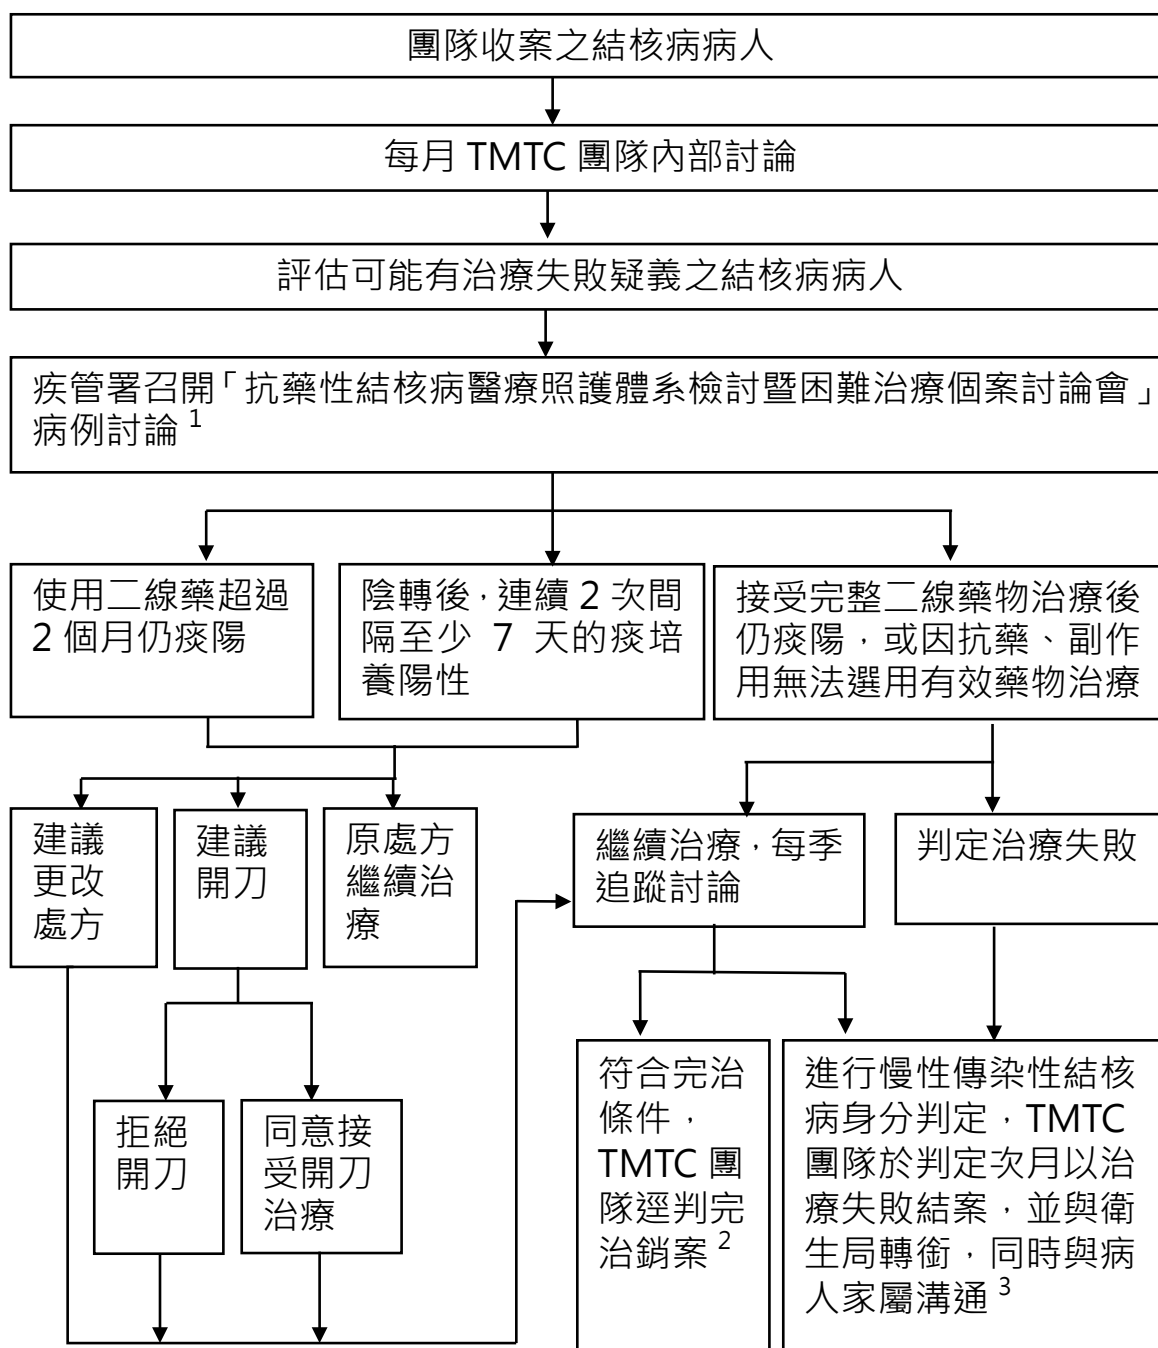 團隊收案之結核病病人
每月 TMTC 團隊內部討論
評估可能有治療失敗疑義之結核病病人
疾管署召開「抗藥性結核病醫療照護體系檢討暨困難治療個案討論會」
病例討論 1
使用二線藥超過
2 個月仍痰陽
陰轉後，連續 2 次間
隔至少 7 天的痰培
養陽性
接受完整二線藥物治療後
仍痰陽，或因抗藥、副作
用無法選用有效藥物治療
建議
更改
處方
建議
開刀
原處方
繼續治
療
繼續治療，每季
追蹤討論
判定治療失敗
拒絕
開刀
同意接
受開刀
治療
符合完治
條件，
TMTC 團
隊逕判完
治銷案 2
進行慢性傳染性結核
病身分判定，TMTC
團隊於判定次月以治
療失敗結案，並與衛
生局轉銜，同時與病
人家屬溝通 3